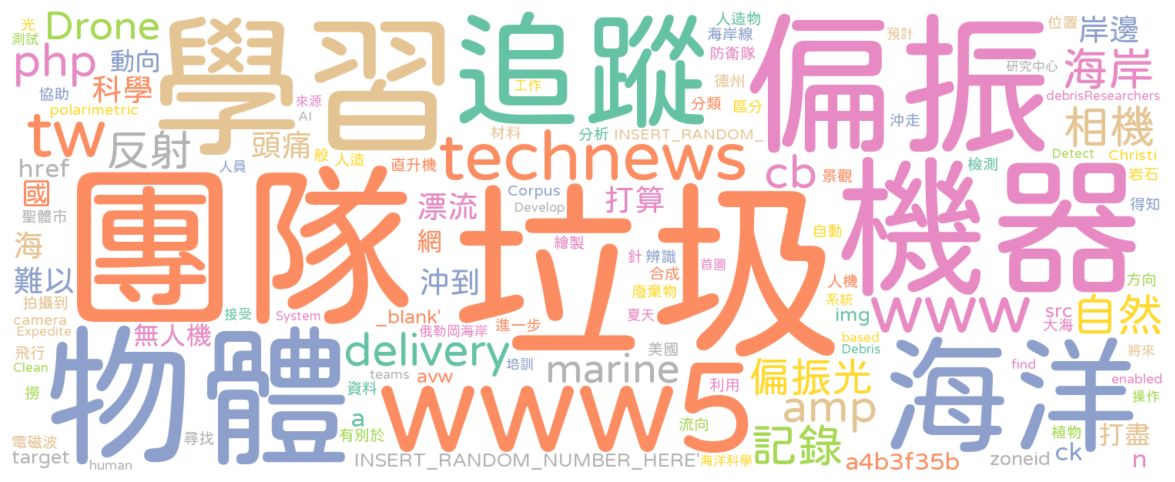 光 Drone 學習 追蹤 偏振 人造物 預計 位置 岸邊
測試 海岸線 研究中心
php 動向 防衛隊 海岸
協助 科學 工作 德州 debrisResearchers
polarimetric 來源 分類 區分
tw AI 材料 分析 INSERT_RANDOM_ 沖走 相機
反射 頭痛 technews Detect Christi
href 人員 般 人造 直升機 cb 景觀 檢測 岩石
國 團隊 垃圾 機器 Corpus 打算 得知
聖體市 漂流 Develop
海 網 繪製 針 辨識 首圖 自動 方向
難以 沖到 合成 人機
拍攝到 廢棄物 系統 www src 自然
camera _blank' 進一步 夏天 img 大海
Expedite 無人機 接受 System 俄勒岡海岸 based
飛行 物體 delivery 美國 Debris 海洋 將來
Clean teams 培訓 marine 偏振光 find enabled
撈 資料 avw 利用 amp 操作
a www5 流向 植物 打盡
電磁波 尋找 有別於 記錄
target INSERT_RANDOM_NUMBER_HERE' 海洋科學 a4b3f35b zoneid ck n
human